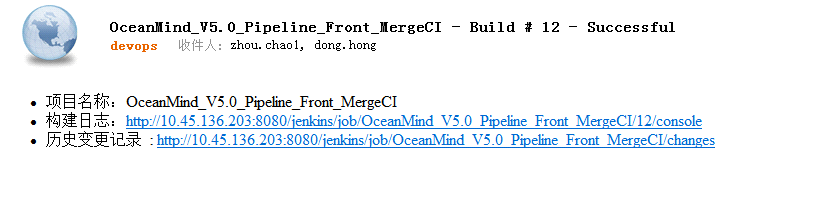 OceanMind_V5.0_Pipeline_Front_MergeCI - Build # 12 - Successful
devops 收件人: zhou.chao1, dong.hong
• 项目名称：OceanMind_V5.0_Pipeline_Front_MergeCI
• 构建日志：http://10.45.136.203:8080/jenkins/job/OceanMind_V5.0_Pipeline_Front_MergeCI/12/console
• 历史变更记录 : http://10.45.136.203:8080/jenkins/job/OceanMind_V5.0_Pipeline_Front_MergeCI/changes